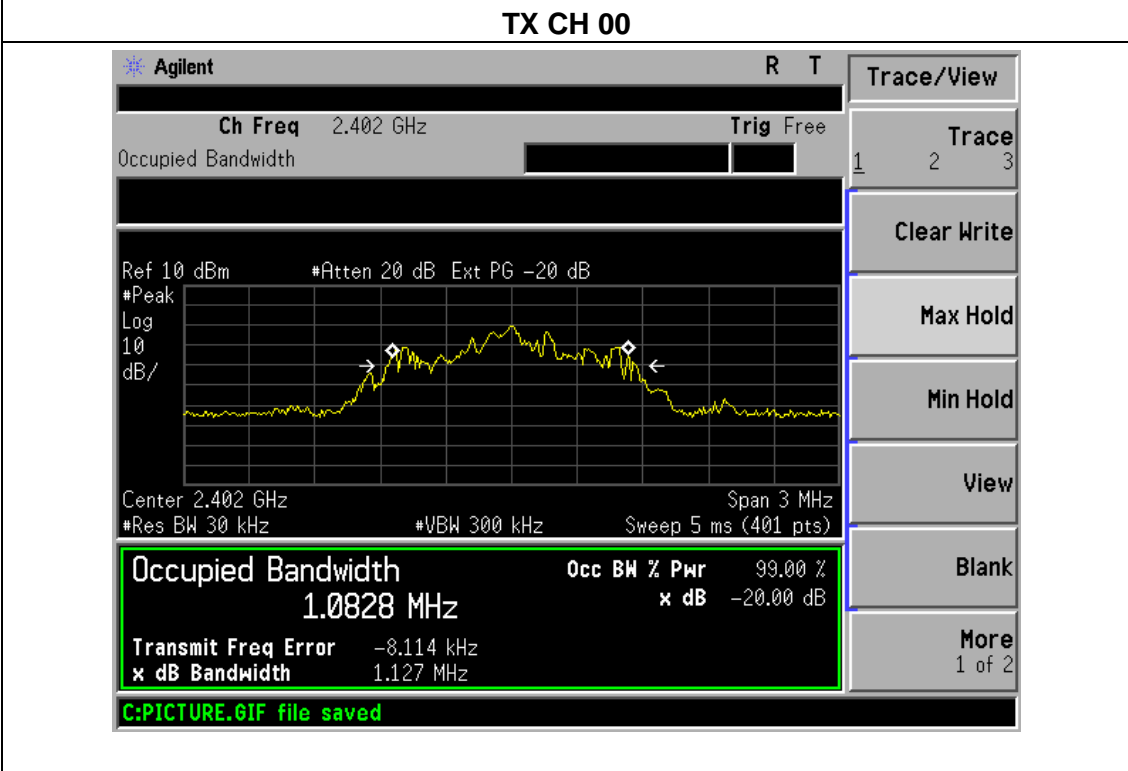 TX CH 00
Agilent R T
Ch Freq 2.402 GHz Trig Free
Occupied Bandwidth
Ref 10 dBm #Atten 20 dB Ext PG -20 dB
#Peak
Log
10
dB/
Center 2.402 GHz Span 3 MHz
#Res BW 30 kHz #VBW 300 kHz Sweep 5 ms (401 pts)
Occupied Bandwidth Occ BW % Pwr 99.00 %
1.0828 MHz x dB -20.00 dB
Transmit Freq Error -8.114 kHz
x dB Bandwidth 1.127 MHz
C:PICTURE.GIF file saved
Trace/View
Trace
1 2 3
Clear Write
Max Hold
Min Hold
View
Blank
More
1 of 2